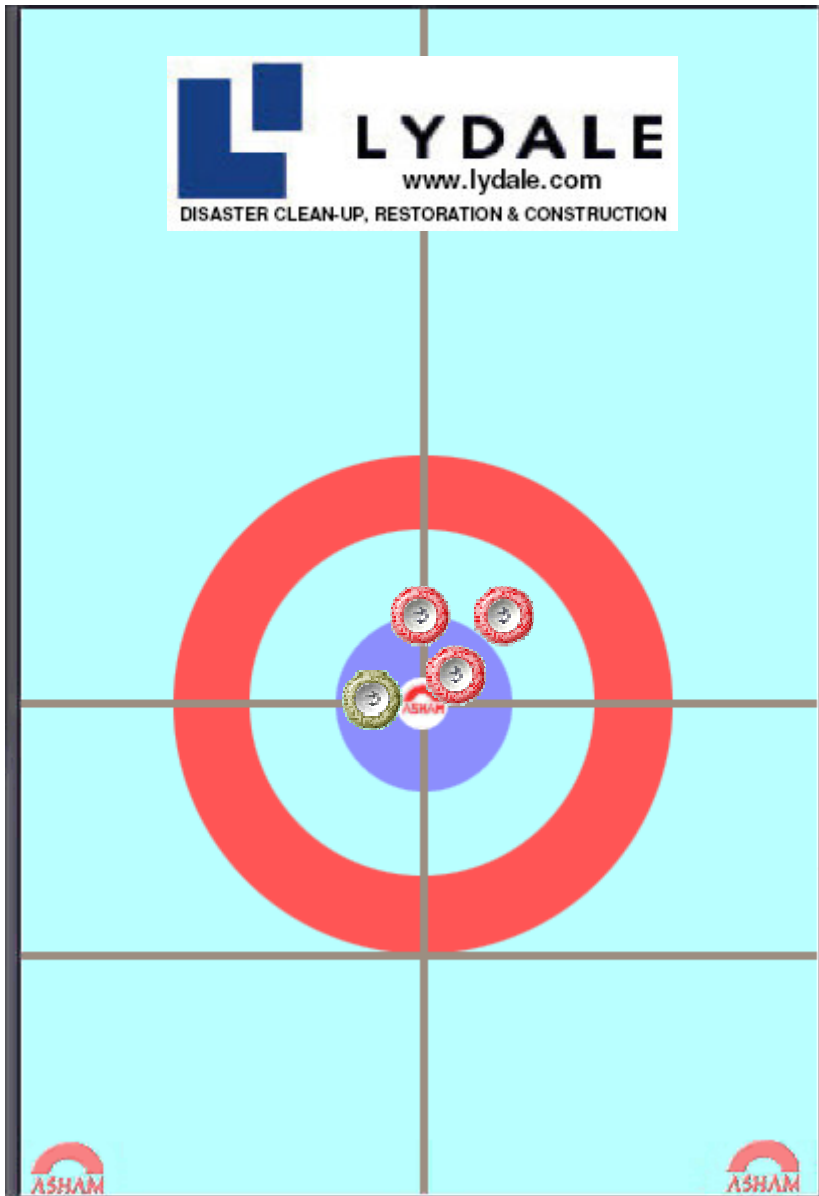 LYDALE
www.lydale.com
DISASTER CLEAN-UP, RESTORATION & CONSTRUCTION
ASHAM
ASHAM
ASHAM